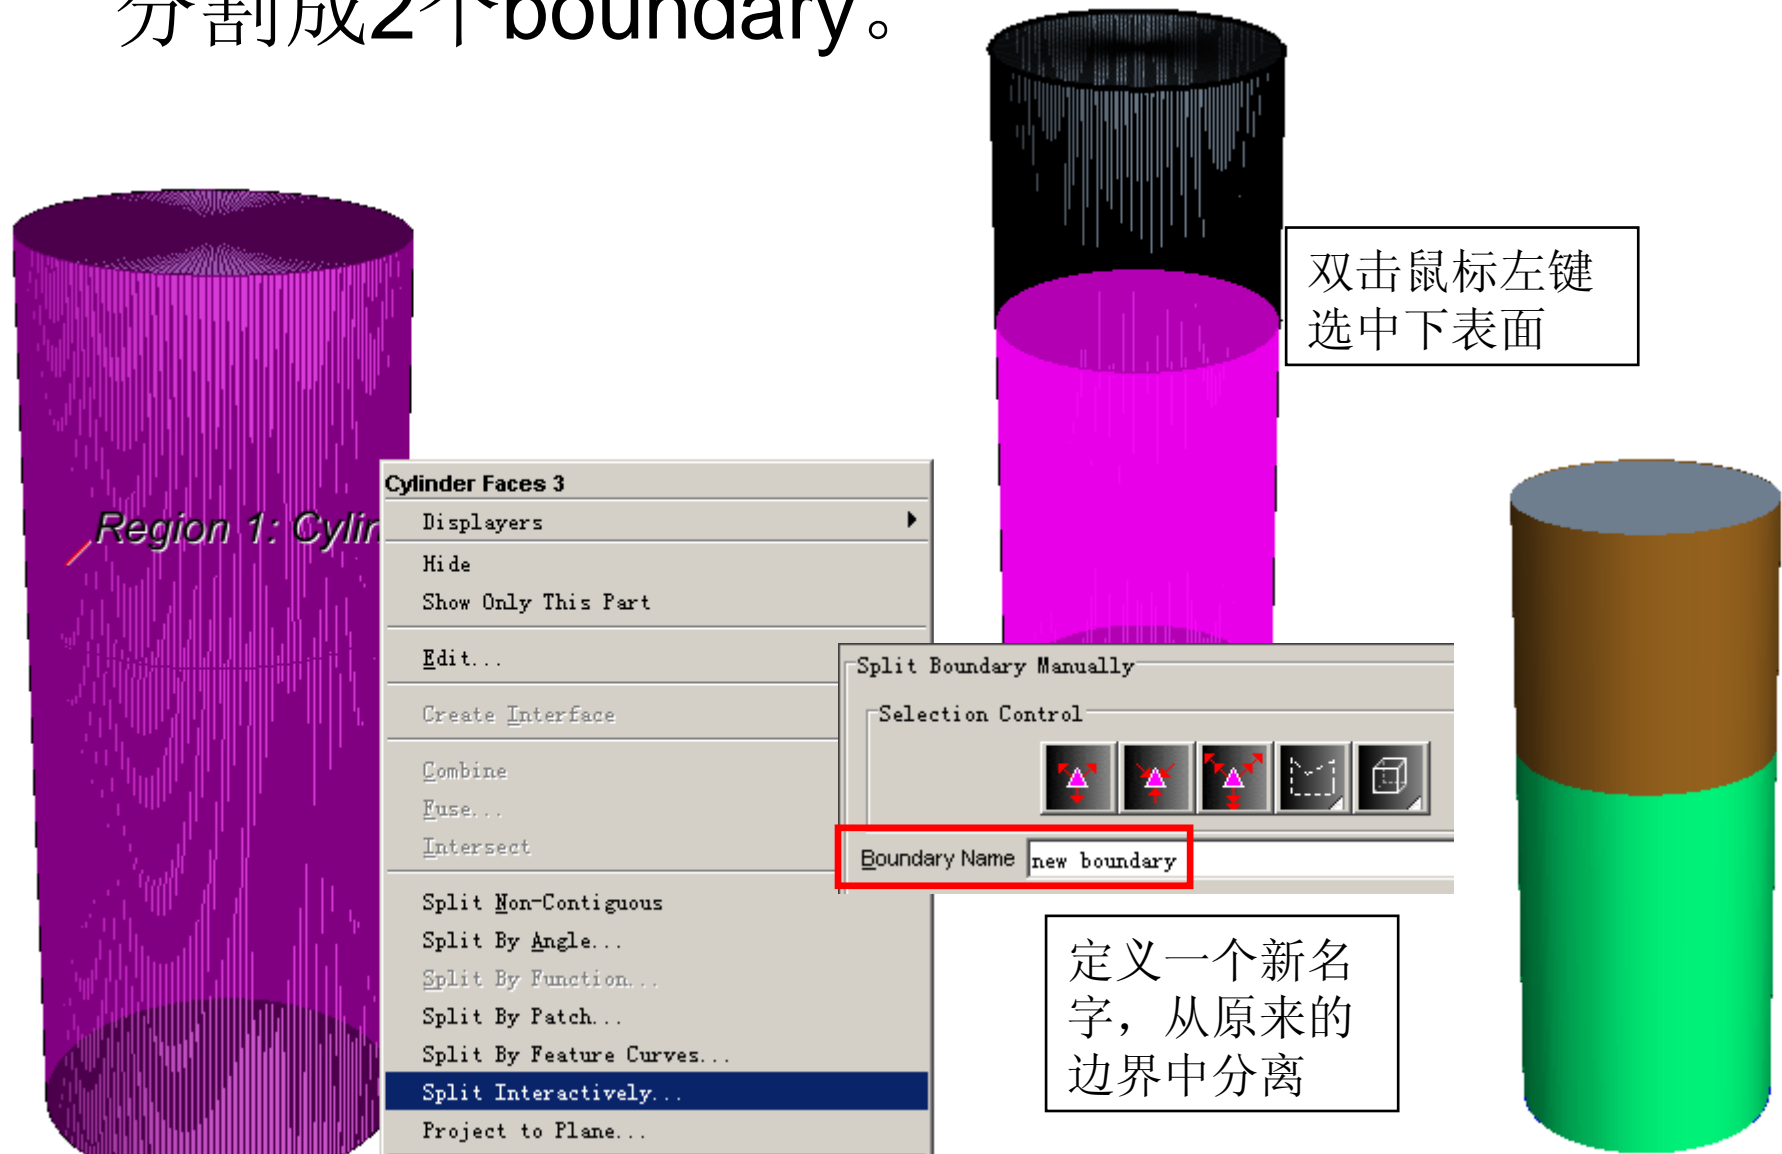 分割成2个boundary。
双击鼠标左键
选中下表面
Region 1: Cylin
Cylinder Faces 3
Displayers
Hide
Show Only This Part
Edit...
Create Interface
Combine
Fuse...
Intersect
Split Non-Contiguous
Split By Angle...
Split By Function...
Split By Patch...
Split By Feature Curves...
Split Interactively...
Project to Plane...
Split Boundary Manually
Selection Control
Boundary Name new boundary
定义一个新名
字，从原来的
边界中分离